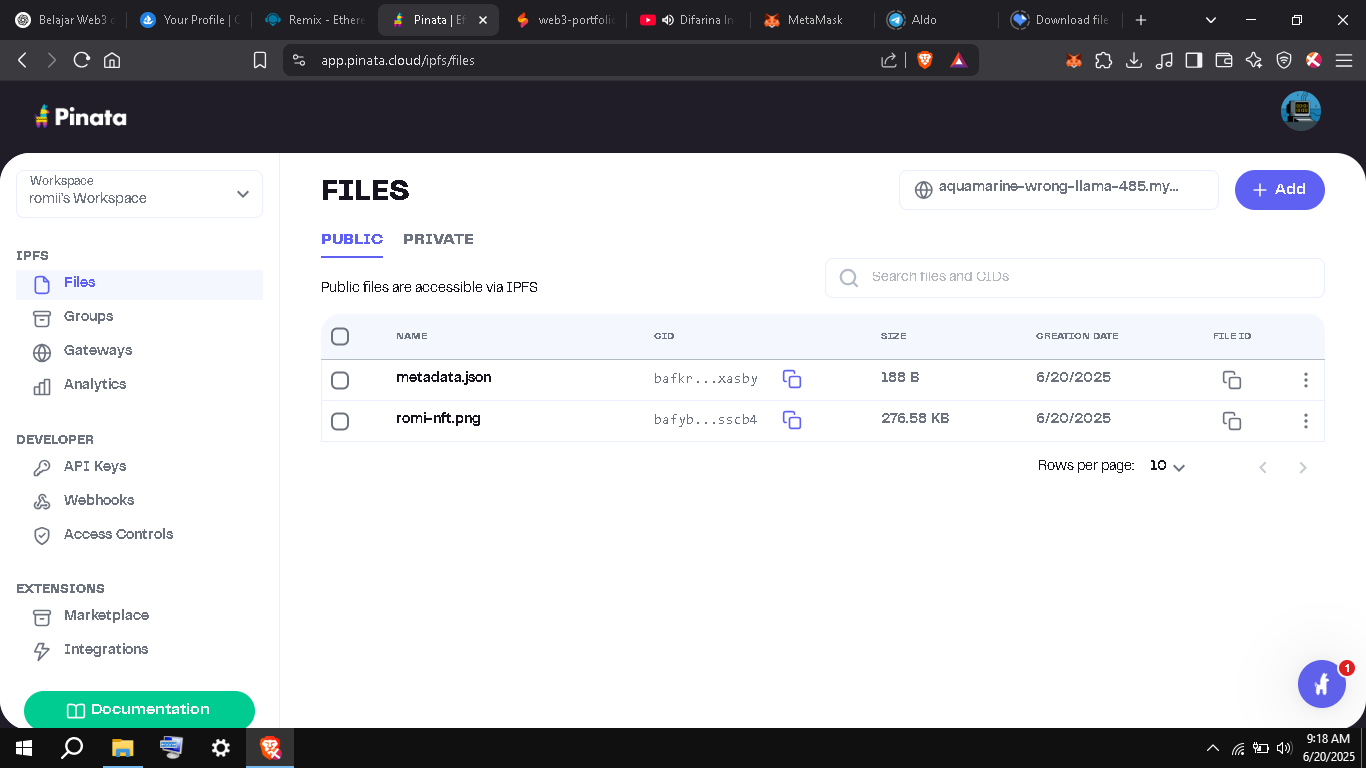 Belajar Web3 d
Your Profile | O
Remix - Ethere
Pinata | Ef
web3-portfolio
Difarina In
MetaMask
Aldo
Download file
app.pinata.cloud/ipfs/files
Pinata
Workspace
romii's Workspace
IPFS
Files
Groups
Gateways
Analytics
DEVELOPER
API Keys
Webhooks
Access Controls
EXTENSIONS
Marketplace
Integrations
Documentation
FILES
aquamarine-wrong-llama-485.my...
Add
PUBLIC PRIVATE
Public files are accessible via IPFS
Search files and CIDs
NAME CID SIZE CREATION DATE FILE ID
metadata.json bafkr...xasby 188 B 6/20/2025
romi-nft.png bafyb...sscb4 276.58 KB 6/20/2025
Rows per page: 10
1
9:18 AM
6/20/2025